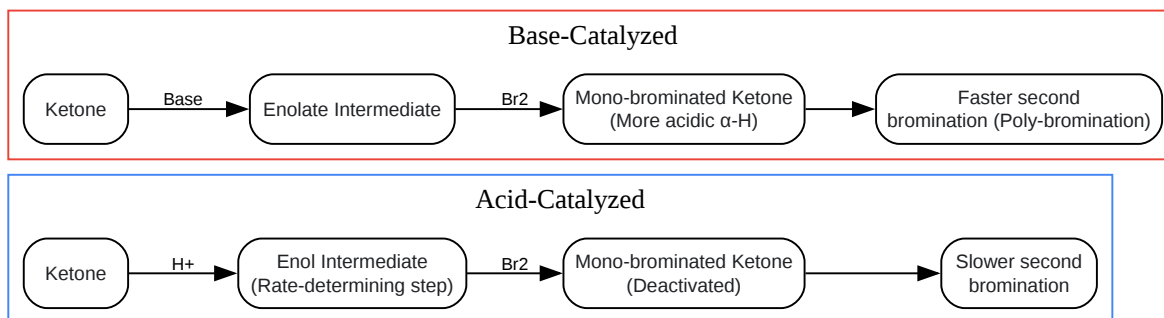 Base-Catalyzed
Ketone
Base
Enolate Intermediate
Br2
Mono-brominated Ketone
(More acidic α-H)
Faster second
bromination (Poly-bromination)
Acid-Catalyzed
Ketone
H+
Enol Intermediate
(Rate-determining step)
Br2
Mono-brominated Ketone
(Deactivated)
Slower second
bromination